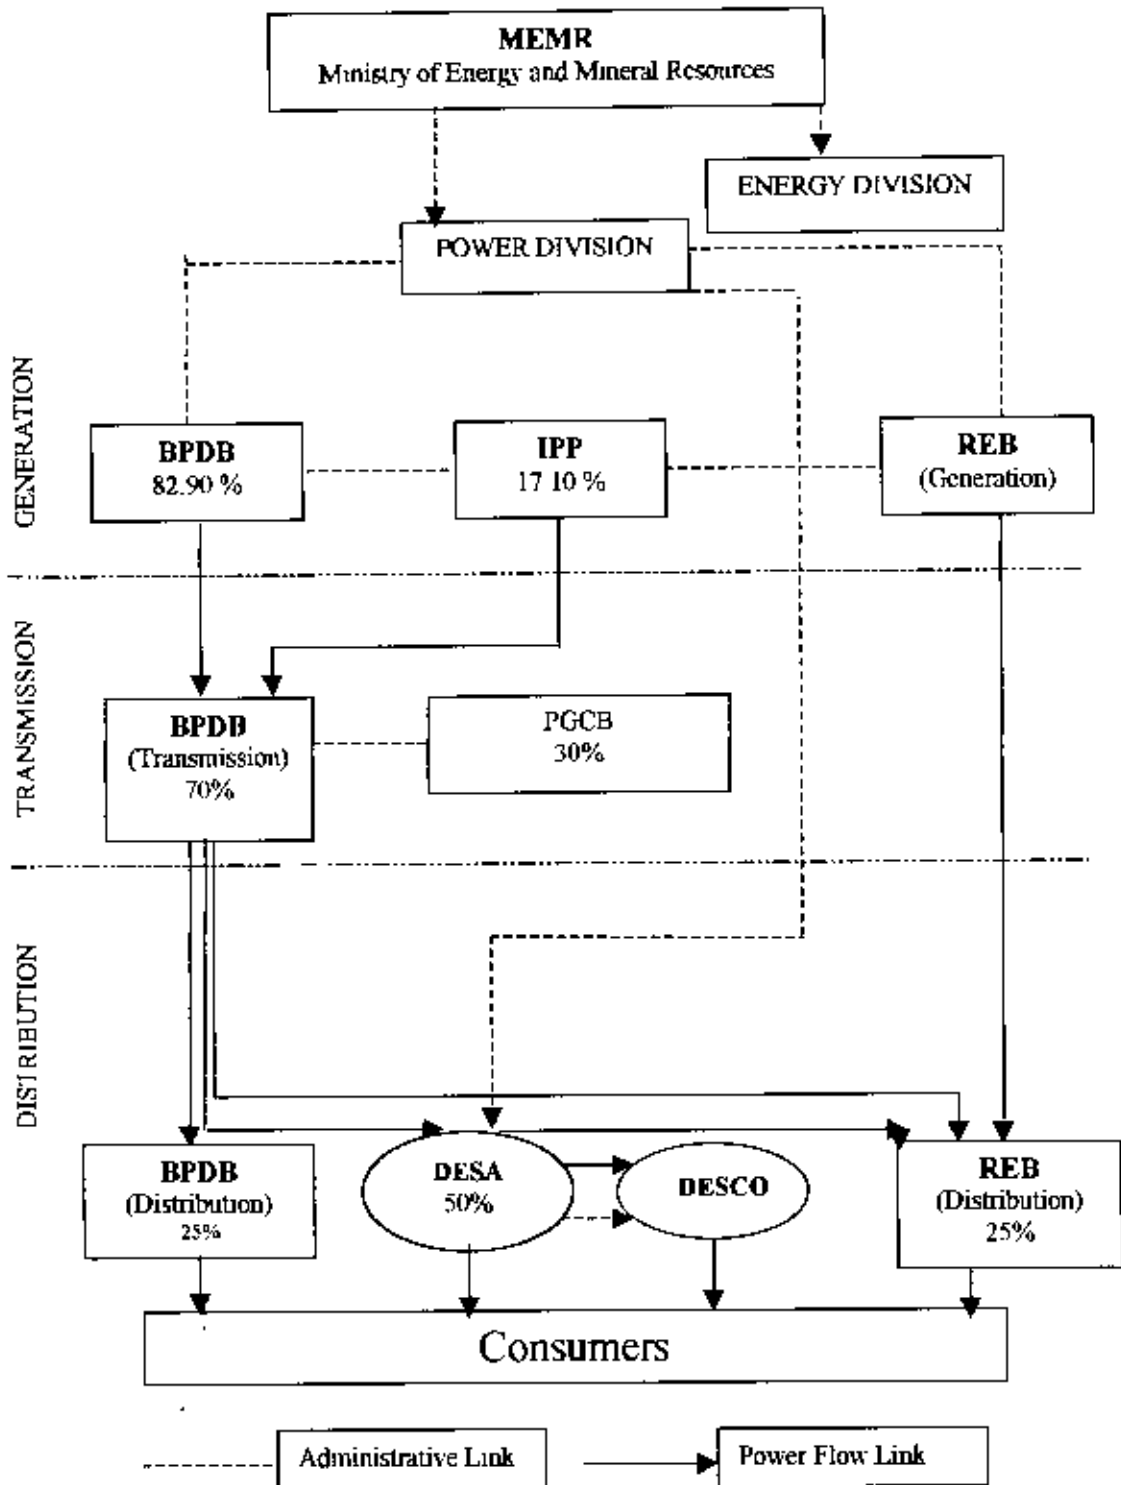 MEMR
Ministry of Energy and Mineral Resources
ENERGY DIVISION
POWER DIVISION
GENERATION
BPDB
82.90 %
IPP
17 10 %
REB
(Generation)
TRANSMISSION
BPDB
(Transmission)
70%
PGCB
30%
DISTRIBUTION
BPDB
(Distribution)
25%
DESA
50%
DESCO
REB
(Distribution)
25%
Consumers
Administrative Link
Power Flow Link